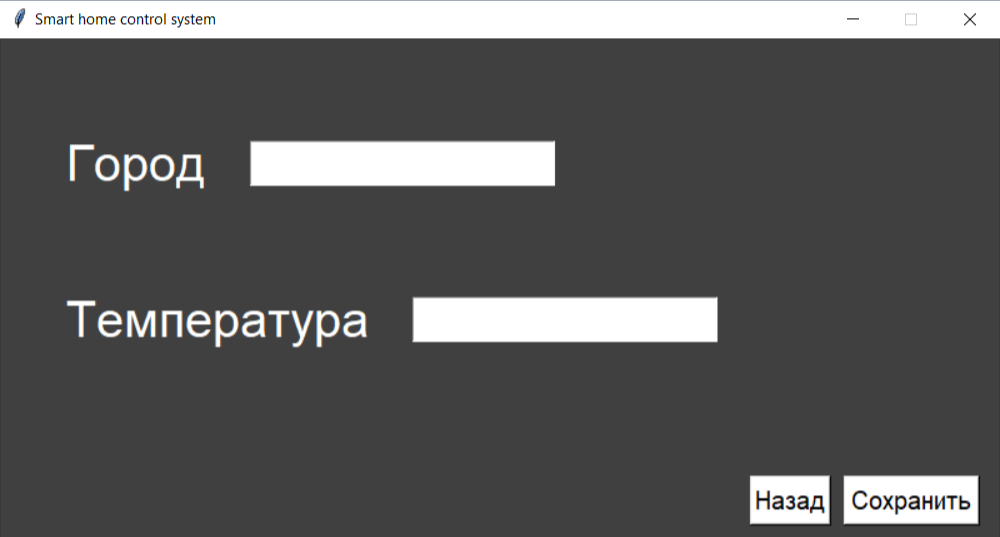 Smart home control system
Город
Температура
Назад
Сохранить